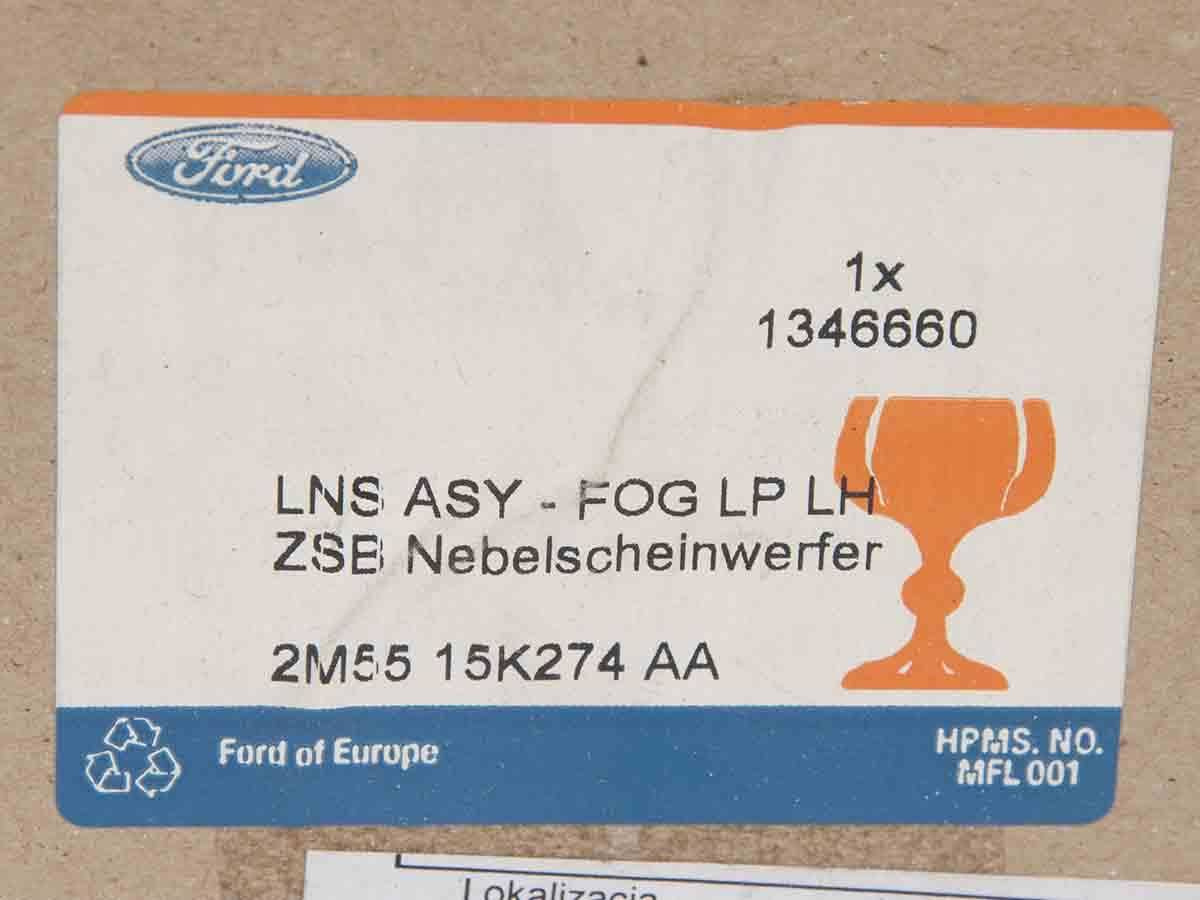 Ford
1x
1346660
LNS ASY - FOG LP LH
ZSB Nebelscheinwerfer
2M55 15K274 AA
Ford of Europe
HPMS. NO.
MFL 001
Lokalizacja